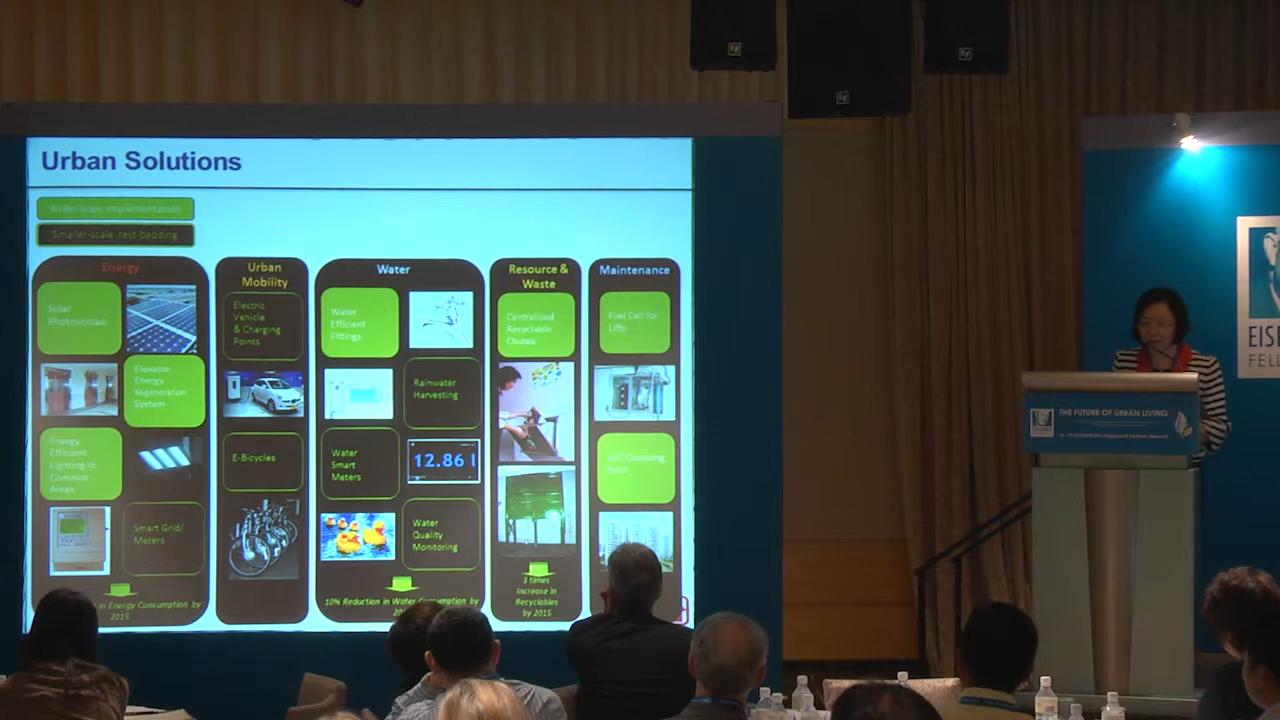 Urban Solutions
Wider-scale implementation
Smaller-scale test-bedding
Energy
Solar
Photovoltaic
Elevator
Energy
Regeneration
System
Energy
Efficient
Lighting in
Common
Areas
Smart Grid/
Meters
in Energy Consumption by
2015
Urban
Mobility
Electric
Vehicle
& Charging
Points
E-Bicycles
Water
Water
Efficient
Fittings
Rainwater
Harvesting
Water
Smart
Meters
12.86
Water
Quality
Monitoring
10% Reduction in Water Consumption by
Resource &
Waste
Centralised
Recyclable
Chutes
3 times
Increase in
Recyclables
by 2015
Maintenance
Fuel Cell for
Lifts
Self-Cleansing
Paint
THE FUTURE OF URBAN LIVING